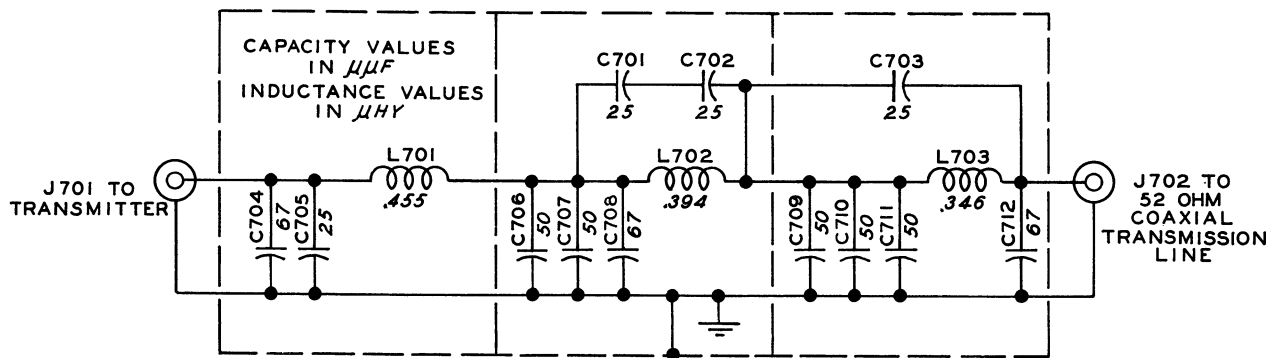 CAPACITY VALUES
IN μμF
INDUCTANCE VALUES
IN μHY
C701
25
C702
25
C703
25
L701
.455
L702
.394
L703
.346
J701 TO
TRANSMITTER
C704
67
C705
25
C706
50
C707
50
C708
67
C709
50
C710
50
C711
50
C712
67
J702 TO
52 OHM
COAXIAL
TRANSMISSION
LINE